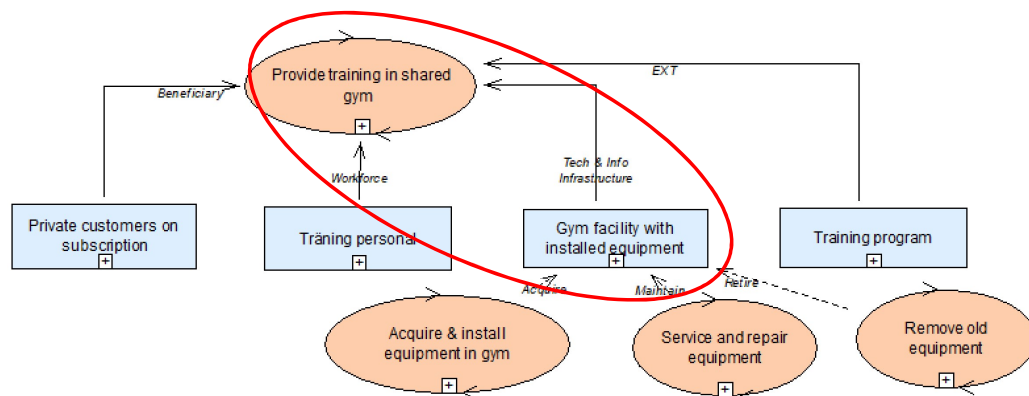 Provide training in shared
gym
EXT
Beneficiary
Tech & Info
Infrastructure
Workforce
Private customers on
subscription
Träning personal
Gym facility with
installed equipment
Training program
Acquire
Maintain
Retire
Acquire & install
equipment in gym
Service and repair
equipment
Remove old
equipment